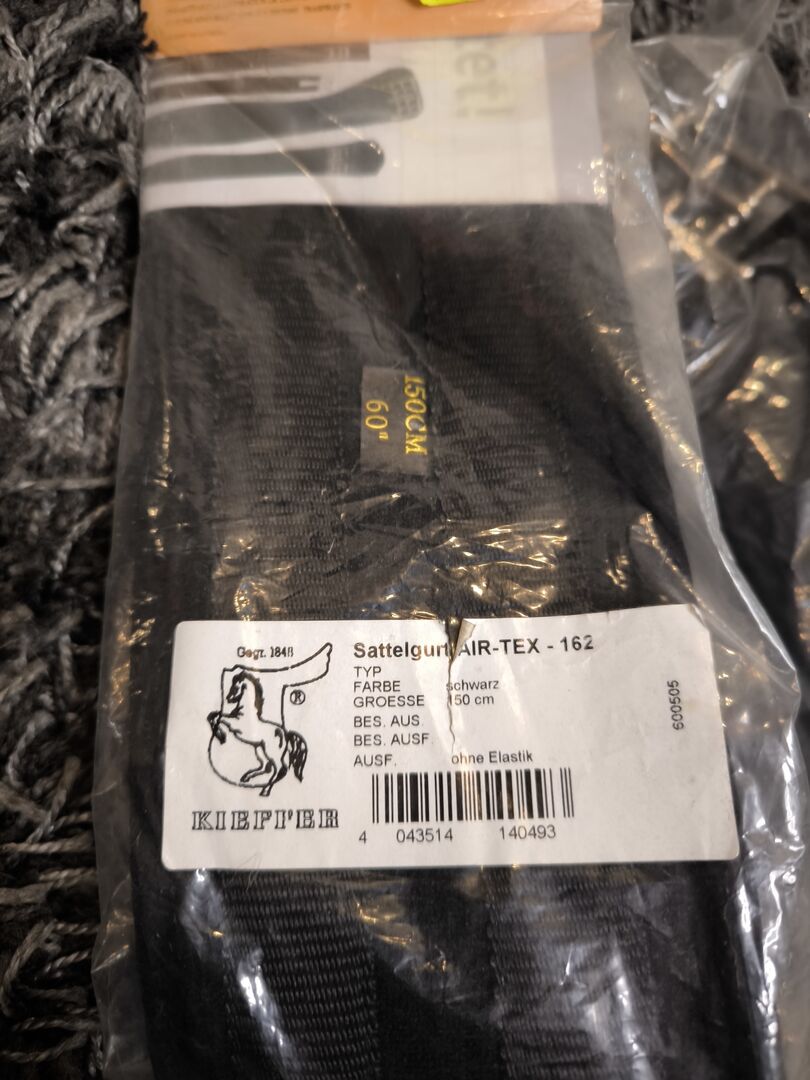 et!
150CM
60"
Gegr. 1848
Sattelgurt AIR-TEX - 162
TYP
FARBE schwarz
GROESSE 150 cm
BES. AUS.
BES. AUSF.
AUSF. ohne Elastik
600505
®
KIEFFER
4 043514 140493